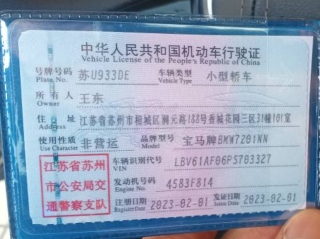 中华人民共和国机动车行驶证
Vehicle License of the People's Republic of China
号牌号码 苏U933DE 车辆类型 小型轿车
Plate No. Vehicle Type
所有人 王东
Owner
住址 江苏省苏州市相城区润元路188号香城花园三区31幢101室
Address
使用性质 非营运 品牌型号 宝马牌BMW7201NN
Use Character Model
江苏省苏州市公安局交通警察支队
车辆识别代号 LBV61AF06PS763327
VIN
发动机号码 4583F814
Engine No.
注册日期 2023-02-01 发证日期 2023-02-01
Register Date Issue Date